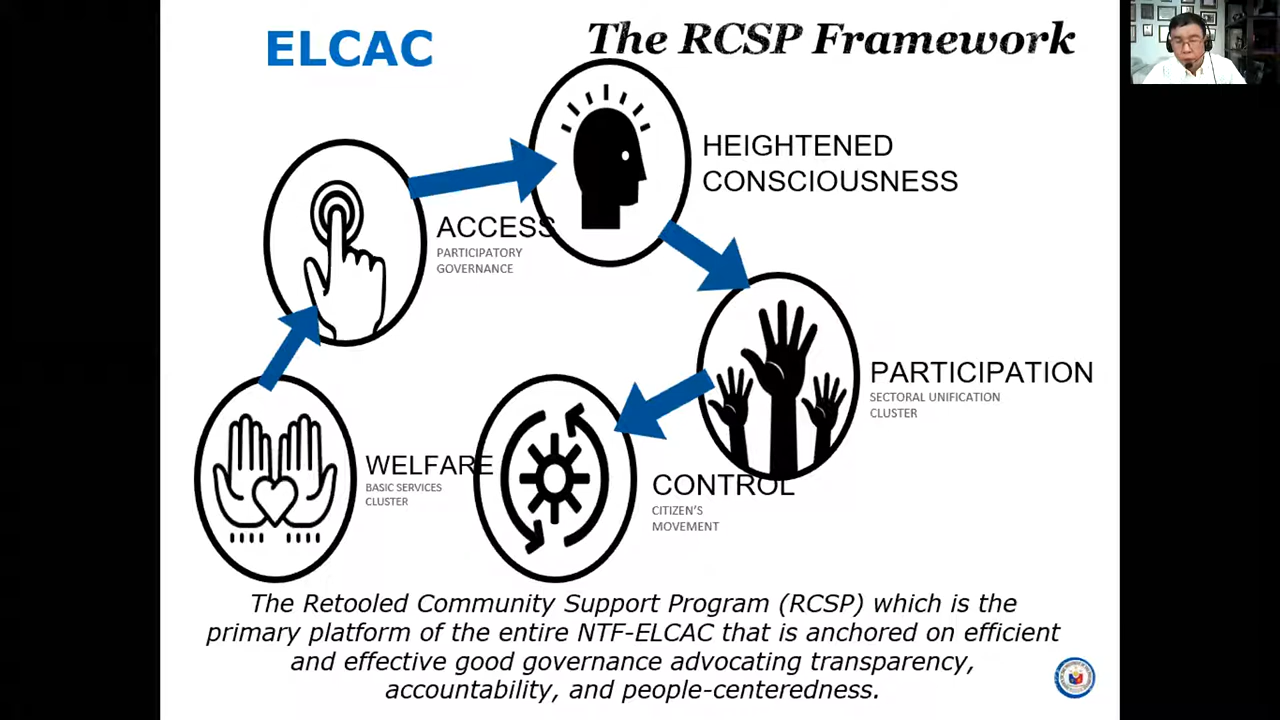 ELCAC
The RCSP Framework
HEIGHTENED
CONSCIOUSNESS
ACCESS
PARTICIPATORY
GOVERNANCE
PARTICIPATION
SECTORAL UNIFICATION
CLUSTER
WELFARE
BASIC SERVICES
CLUSTER
CONTROL
CITIZEN'S
MOVEMENT
The Retooled Community Support Program (RCSP) which is the
primary platform of the entire NTF-ELCAC that is anchored on efficient
and effective good governance advocating transparency,
accountability, and people-centeredness.